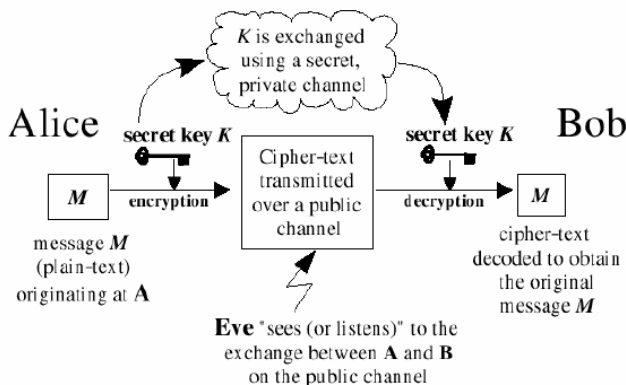 K is exchanged
using a secret,
private channel
Alice
Bob
secret key K
secret key K
Cipher-text
transmitted
over a public
channel
M
encryption
decryption
M
message M
(plain-text)
originating at A
cipher-text
decoded to obtain
the original
message M
Eve "sees (or listens)" to the
exchange between A and B
on the public channel